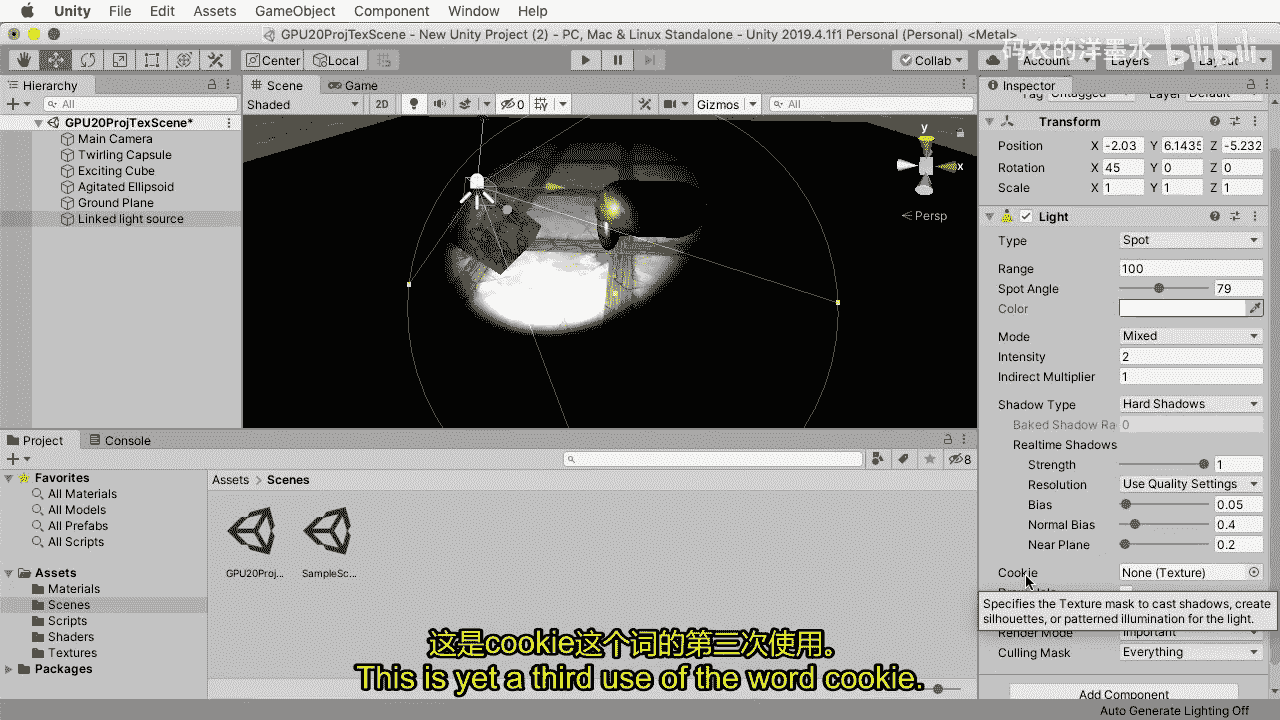 Unity File Edit Assets GameObject Component Window Help
GPU20ProjTexScene - New Unity Project (2) - PC, Mac & Linux Standalone - Unity 2019.4.1f1 Personal (Personal) <Metal>
码农的洋墨水 bilibili
Center Local Collab Account Layers
Hierarchy Scene Game Inspector
All Shaded 2D 0 Gizmos All
Tag Untagged Layer Default
GPU20ProjTexScene*
Main Camera
Twirling Capsule
Exciting Cube
Agitated Ellipsoid
Ground Plane
Linked light source
y
x
Persp
Transform
Position X -2.03 Y 6.1435 Z -5.232
Rotation X 45 Y 0 Z 0
Scale X 1 Y 1 Z 1
Light
Type Spot
Range 100
Spot Angle 79
Color
Mode Mixed
Intensity 2
Indirect Multiplier 1
Shadow Type Hard Shadows
Baked Shadow Ra 0
Realtime Shadows
Strength 1
Resolution Use Quality Settings
Bias 0.05
Normal Bias 0.4
Near Plane 0.2
Cookie None (Texture)
Specifies the Texture mask to cast shadows, create
silhouettes, or patterned illumination for the light.
Render Mode Important
Culling Mask Everything
Add Component
Project Console
8
Favorites
All Materials
All Models
All Prefabs
All Scripts
Assets
Materials
Scenes
Scripts
Shaders
Textures
Packages
Assets Scenes
GPU20Proj... SampleSc...
这是cookie这个词的第三次使用。
This is yet a third use of the word cookie.
Auto Generate Lighting Off